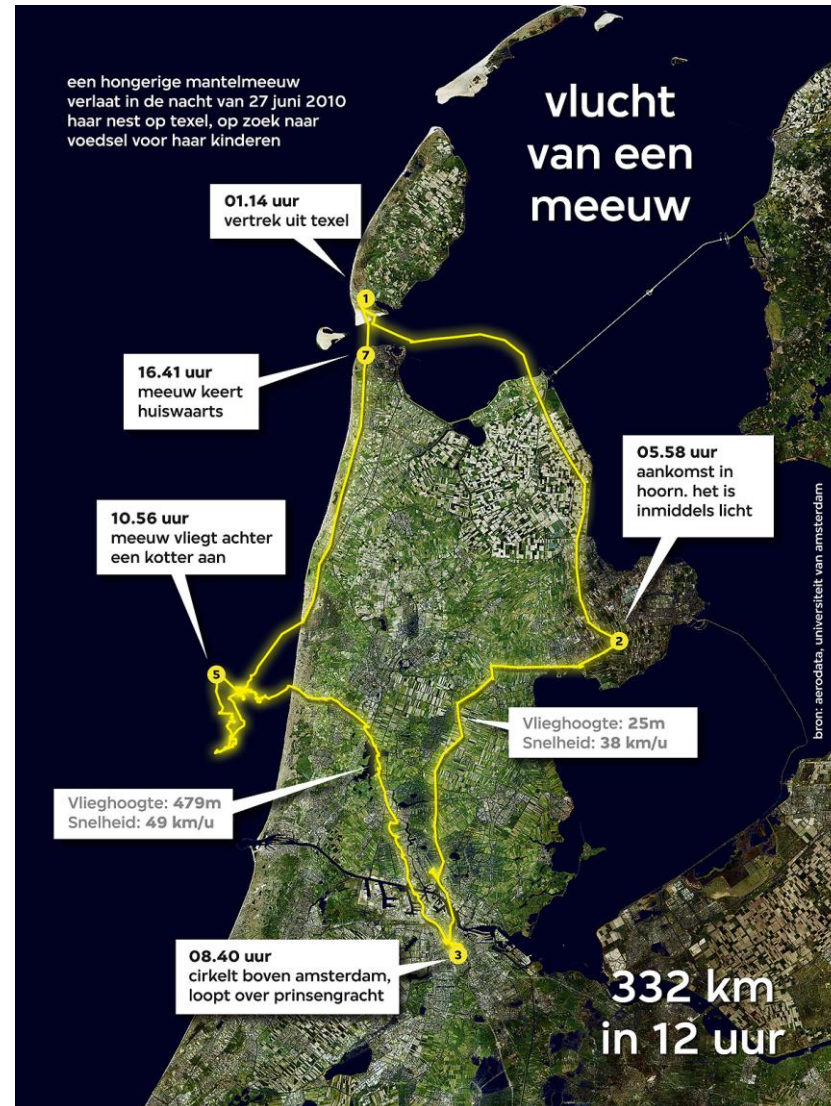 een hongerige mantelmeeuw
verlaat in de nacht van 27 juni 2010
haar nest op texel, op zoek naar
voedsel voor haar kinderen
vlucht
van een
meeuw
01.14 uur
vertrek uit texel
1
7
16.41 uur
meeuw keert
huiswaarts
05.58 uur
aankomst in
hoorn. het is
inmiddels licht
10.56 uur
meeuw vliegt achter
een kotter aan
2
5
Vlieghoogte: 25m
Snelheid: 38 km/u
Vlieghoogte: 479m
Snelheid: 49 km/u
08.40 uur
cirkelt boven amsterdam,
loopt over prinsengracht
3
332 km
in 12 uur
bron: aerodata, universiteit van amsterdam